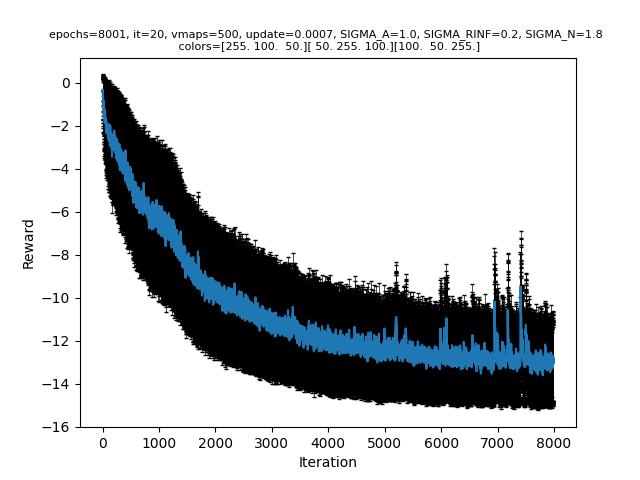 epochs=8001, it=20, vmaps=500, update=0.0007, SIGMA_A=1.0, SIGMA_RINF=0.2, SIGMA_N=1.8
colors=[255. 100.  50.][ 50. 255. 100.][100.  50. 255.]
0
−2
−4
−6
−8
−10
−12
−14
−16
Reward
0 1000 2000 3000 4000 5000 6000 7000 8000
Iteration